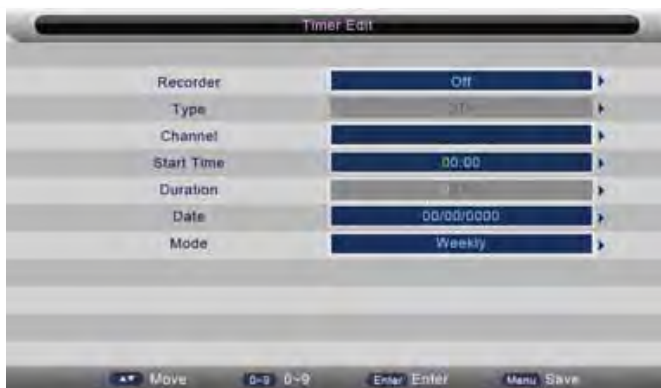 Timer Edit
Recorder Off
Type
Channel
Start Time 00:00
Duration
Date 00/00/0000
Mode Weekly
▲▼ Move 0~9 0~9 Enter Enter Menu Save